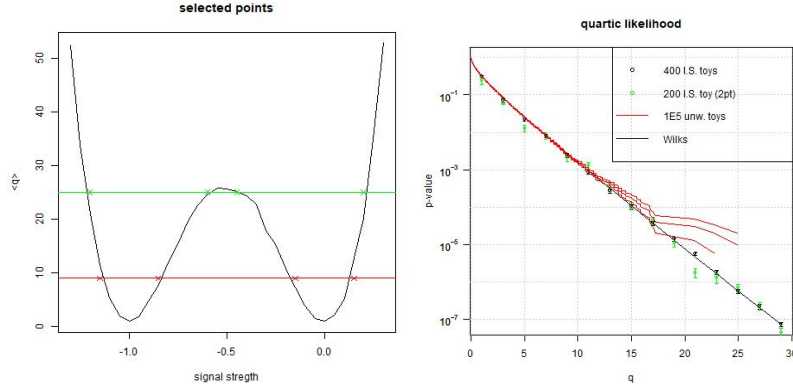 selected points
50
40
30
20
10
0
<q>
-1.0
-0.5
0.0
signal stregth
quartic likelihood
400 I.S. toys
200 I.S. toy (2pt)
1E5 unw. toys
Wilks
10−1
10−3
10−5
10−7
p-value
0
5
10
15
20
25
30
q